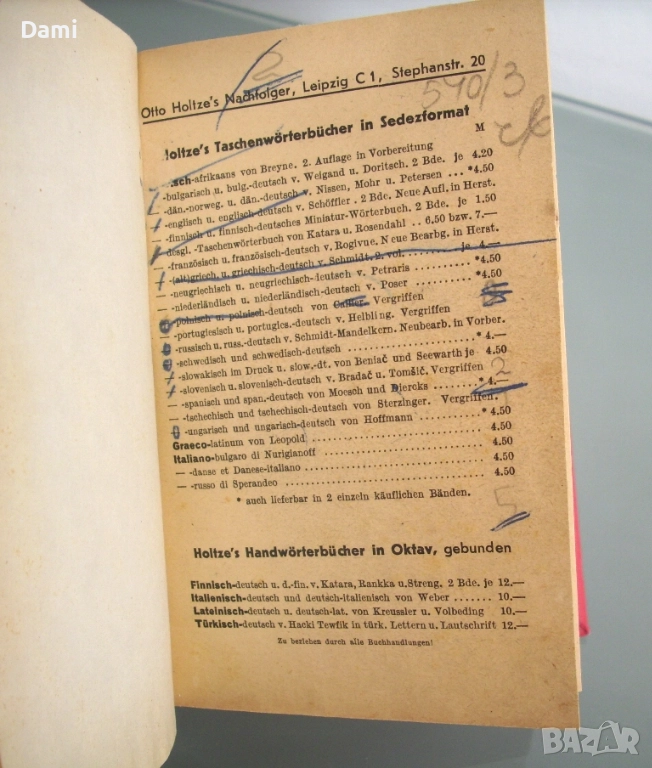 Dami
2
Otto Holtze's Nachfolger, Leipzig C 1, Stephanstr. 20
540/3
Holtze's Taschenwörterbücher in Sedezformat
M
-afrikaans von Breyne. 2. Auflage in Vorbereitung
-bulgarisch u. bulg.-deutsch v. Weigand u. Doritsch. 2 Bde. je 4.20
-dän.-norweg. u. dän.-deutsch v. Nissen, Mohr u. Petersen . . . *4.50
-englisch u. englisch-deutsch v. Schöffler. 2 Bde. Neue Aufl. in Herst.
-finnisch u. finnisch-deutsches Miniatur-Wörterbuch. 2 Bde. je 1.50
desgl. -Taschenwörterbuch von Katara u. Rosendahl . . 6.50 bzw. 7.—
-französisch u. französisch-deutsch v. Rogivue. Neue Bearbg. in Herst.
-(alt)griech. u. griechisch-deutsch v. Schmidt. 2. vol. . . . . . je 4.—
-neugriechisch u. neugriechisch-deutsch v. Petraris . . . . . . . . *4.50
-niederländisch u. niederländisch-deutsch v. Poser . . . . . . . . *4.50
-polnisch u. polnisch-deutsch von Vergriffen
-portugiesisch u. portugies.-deutsch v. Helbling. Vergriffen
-russisch u. russ.-deutsch v. Schmidt-Mandelkern. Neubearb. in Vorber.
-schwedisch und schwedisch-deutsch . . . . . . . . . . . . . . . . . . . *4.—
-slowakisch im Druck u. slow.-dt. von Beniač und Seewarth je 4.50
-slovenisch u. slovenisch-deutsch v. Bradač u. Tomšič. Vergriffen
-spanisch und span.-deutsch von Moesch und Diercks . . . . . . . *4.—
— -tschechisch und tschechisch-deutsch von Sterzinger. Vergriffen.
-ungarisch und ungarisch-deutsch von Hoffmann . . . . . . . . . . *4.50
Graeco-latinum von Leopold . . . . . . . . . . . . . . . . . . . . . . . . . . 4.50
Italiano-bulgaro di Nurigianoff . . . . . . . . . . . . . . . . . . . . . . . 4.50
— -danse et Danese-italiano . . . . . . . . . . . . . . . . . . . . . . . . . 4.50
— -russo di Sperandeo . . . . . . . . . . . . . . . . . . . . . . . . . . . . . 4.50
* auch lieferbar in 2 einzeln käuflichen Bänden.
5
Holtze's Handwörterbücher in Oktav, gebunden
Finnisch-deutsch u. d.-fin. v. Katara, Rankka u. Streng. 2 Bde. je 12.—
Italienisch-deutsch und deutsch-italienisch von Weber . . . . . . . 10.—
Lateinisch-deutsch u. deutsch-lat. von Kreussler u. Volbeding 10.—
Türkisch-deutsch v. Hacki Tewfik in türk. Lettern u. Lautschrift 12.—
Zu beziehen durch alle Buchhandlungen!
BAZAR